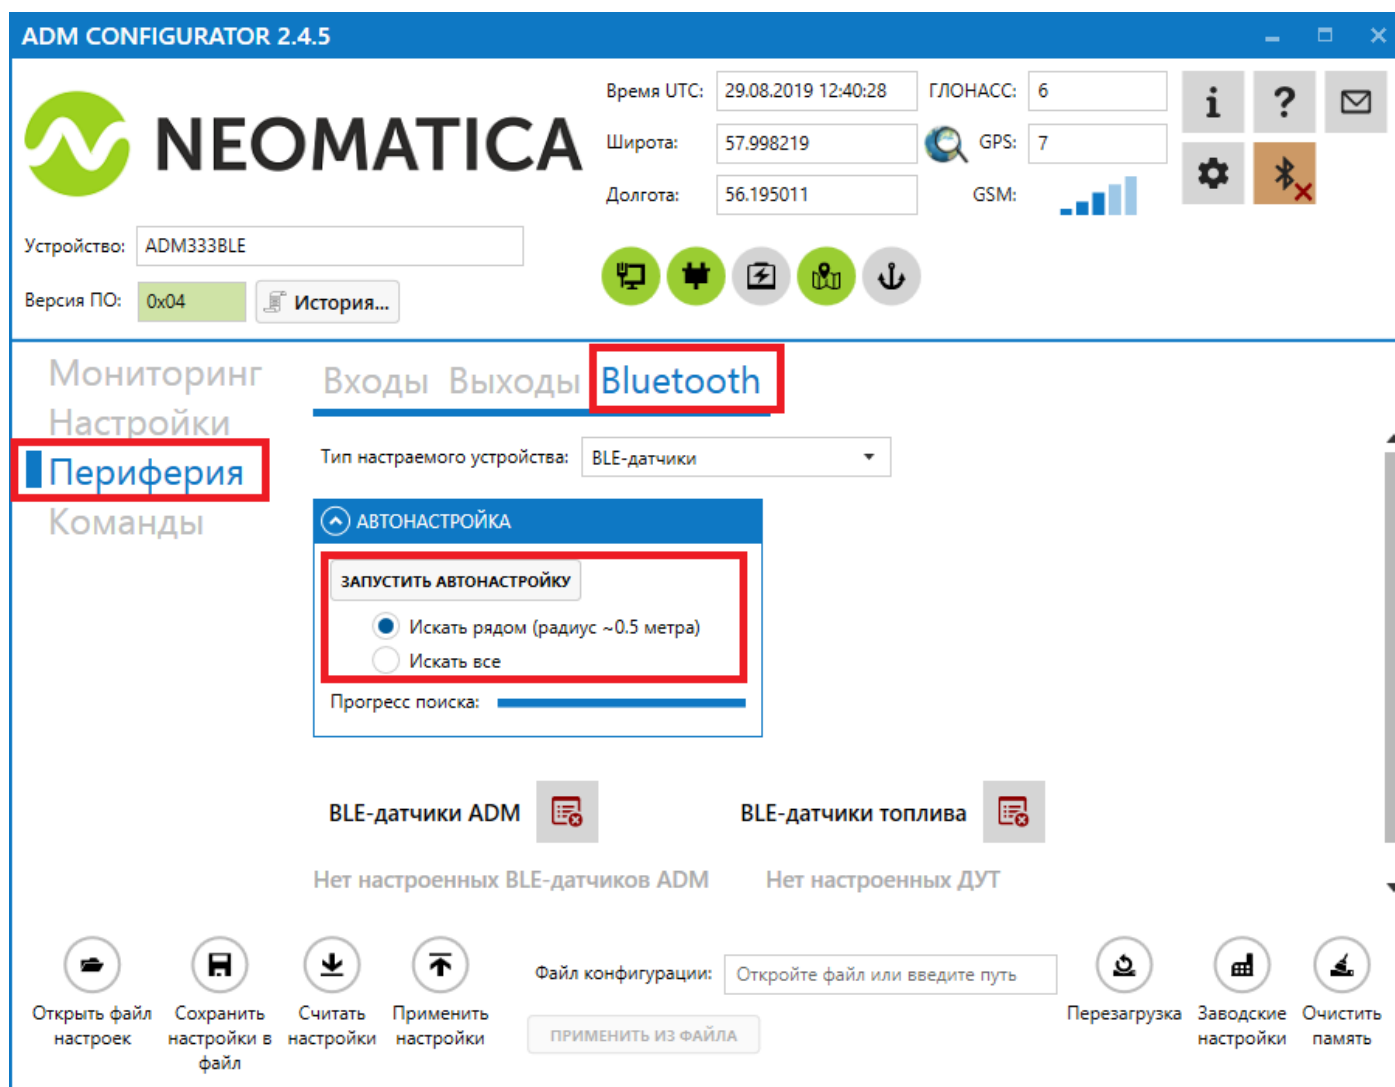 ADM CONFIGURATOR 2.4.5
NEOMATICA
Время UTC: 29.08.2019 12:40:28 ГЛОНАСС: 6
Широта: 57.998219 GPS: 7
Долгота: 56.195011 GSM:
Устройство: ADM333BLE
Версия ПО: 0x04 История...
Мониторинг
Настройки
Периферия
Команды
Входы Выходы Bluetooth
Тип настраемого устройства: BLE-датчики
АВТОНАСТРОЙКА
ЗАПУСТИТЬ АВТОНАСТРОЙКУ
Искать рядом (радиус ~0.5 метра)
Искать все
Прогресс поиска:
BLE-датчики ADM BLE-датчики топлива
Нет настроенных BLE-датчиков ADM Нет настроенных ДУТ
Открыть файл настроек
Сохранить настройки в файл
Считать настройки
Применить настройки
Файл конфигурации: Откройте файл или введите путь
ПРИМЕНИТЬ ИЗ ФАЙЛА
Перезагрузка
Заводские настройки
Очистить память